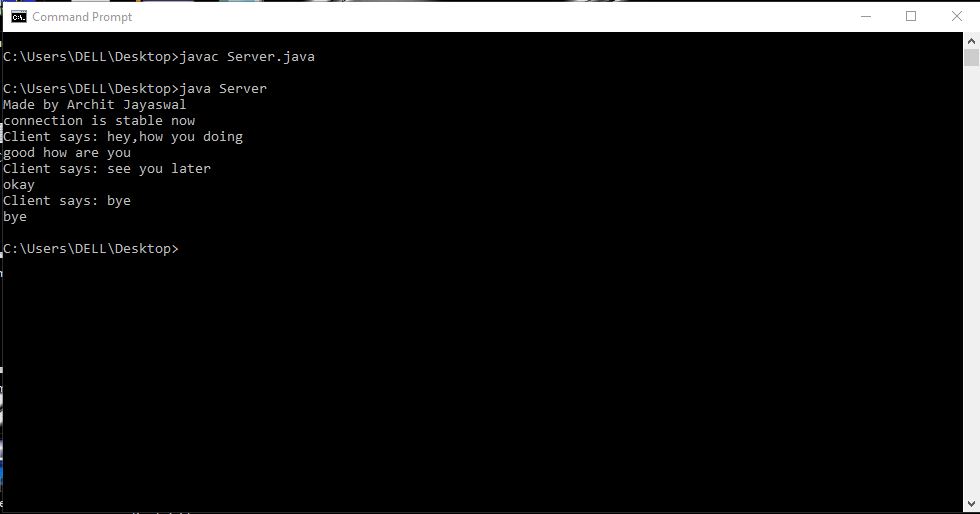 Command Prompt
C:\Users\DELL\Desktop>javac Server.java
C:\Users\DELL\Desktop>java Server
Made by Archit Jayaswal
connection is stable now
Client says: hey,how you doing
good how are you
Client says: see you later
okay
Client says: bye
bye
C:\Users\DELL\Desktop>